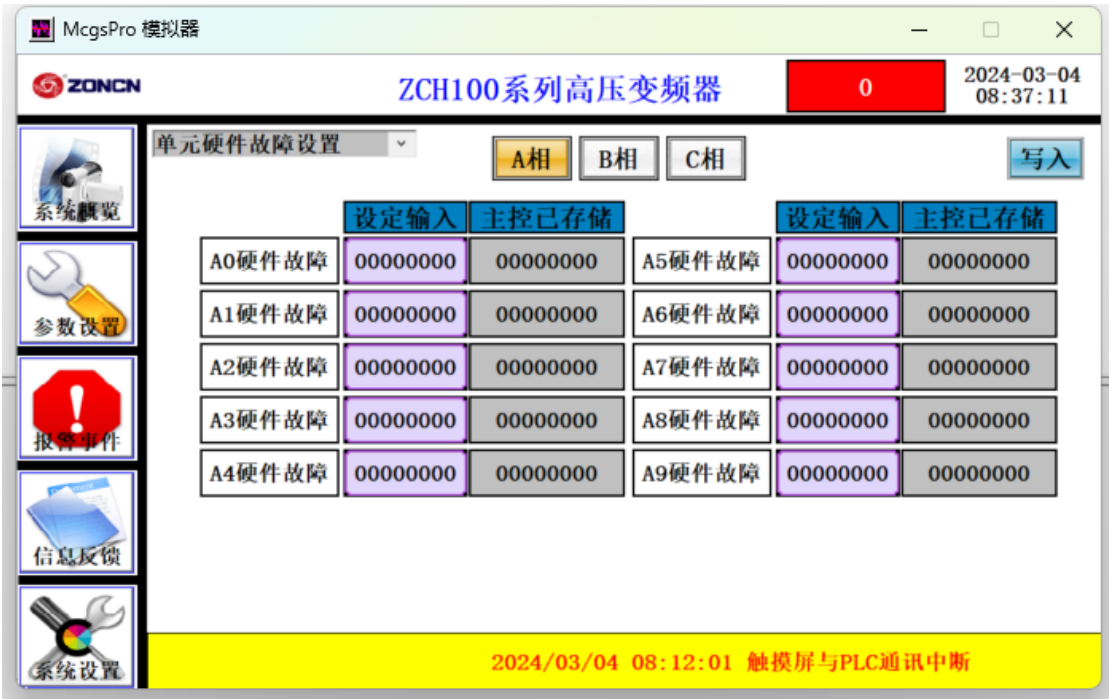 McgsPro 模拟器
ZONCN
ZCH100系列高压变频器
0
2024-03-04
08:37:11
系统概览
参数设置
报警事件
信息反馈
系统设置
单元硬件故障设置
A相 B相 C相
写入
设定输入 主控已存储 设定输入 主控已存储
A0硬件故障 00000000 00000000 A5硬件故障 00000000 00000000
A1硬件故障 00000000 00000000 A6硬件故障 00000000 00000000
A2硬件故障 00000000 00000000 A7硬件故障 00000000 00000000
A3硬件故障 00000000 00000000 A8硬件故障 00000000 00000000
A4硬件故障 00000000 00000000 A9硬件故障 00000000 00000000
2024/03/04 08:12:01 触摸屏与PLC通讯中断